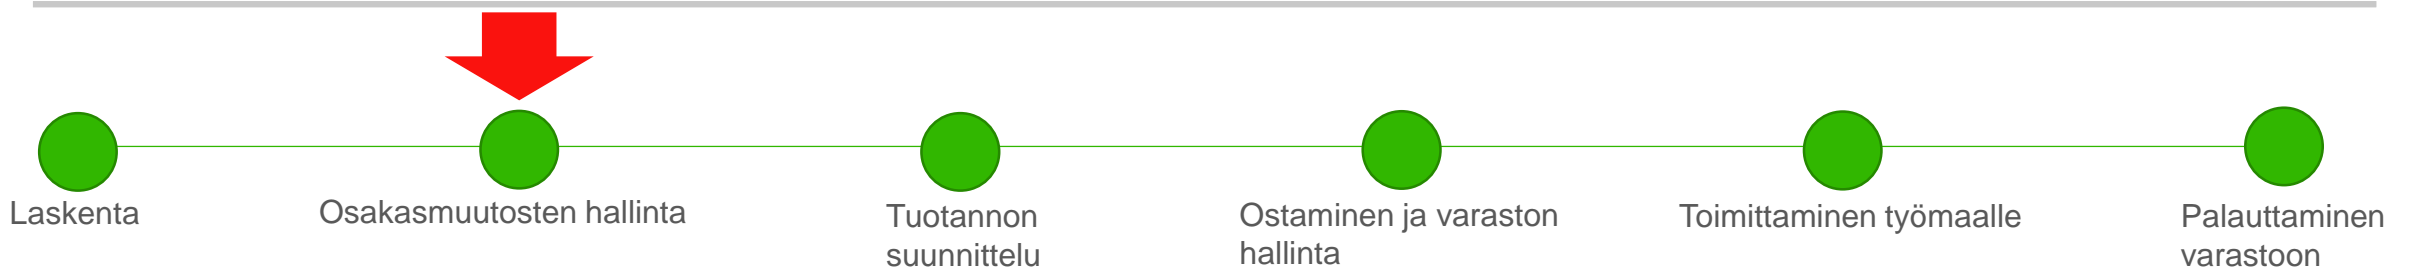 Laskenta
Osakasmuutosten hallinta
Tuotannon
suunnittelu
Ostaminen ja varaston
hallinta
Toimittaminen työmaalle
Palauttaminen
varastoon